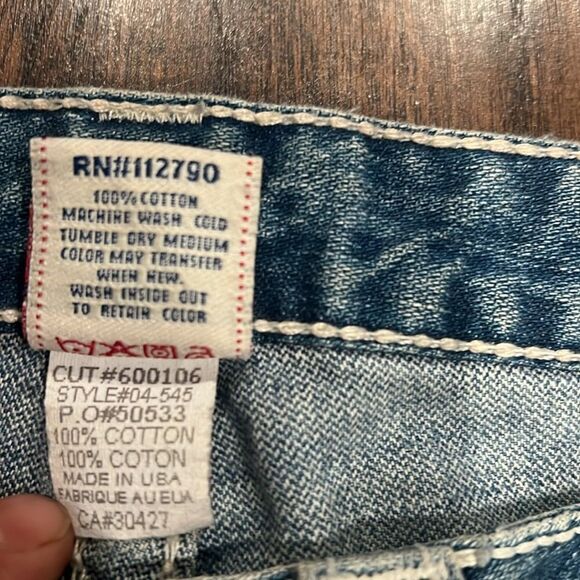 RN#112790
100% COTTON
MACHINE WASH COLD
TUMBLE DRY MEDIUM
COLOR MAY TRANSFER
WHEN NEW.
WASH INSIDE OUT
TO RETAIN COLOR
CUT#600106
STYLE#04-545
P.O#50533
100% COTTON
100% COTON
MADE IN USA
FABRIQUE AU EUA
CA#30427